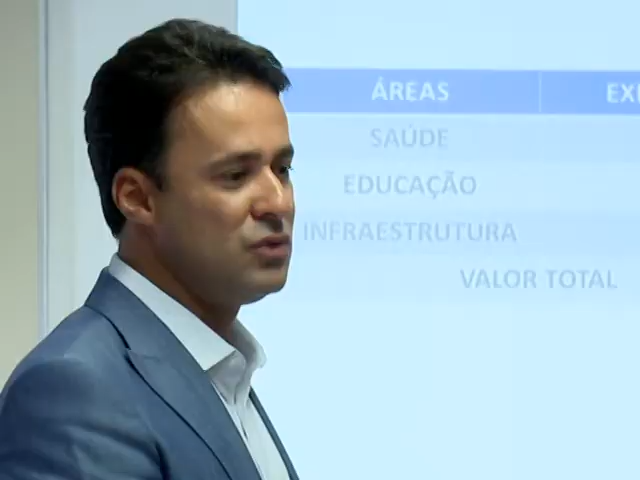 ÁREAS
SAÚDE
EDUCAÇÃO
INFRAESTRUTURA
VALOR TOTAL